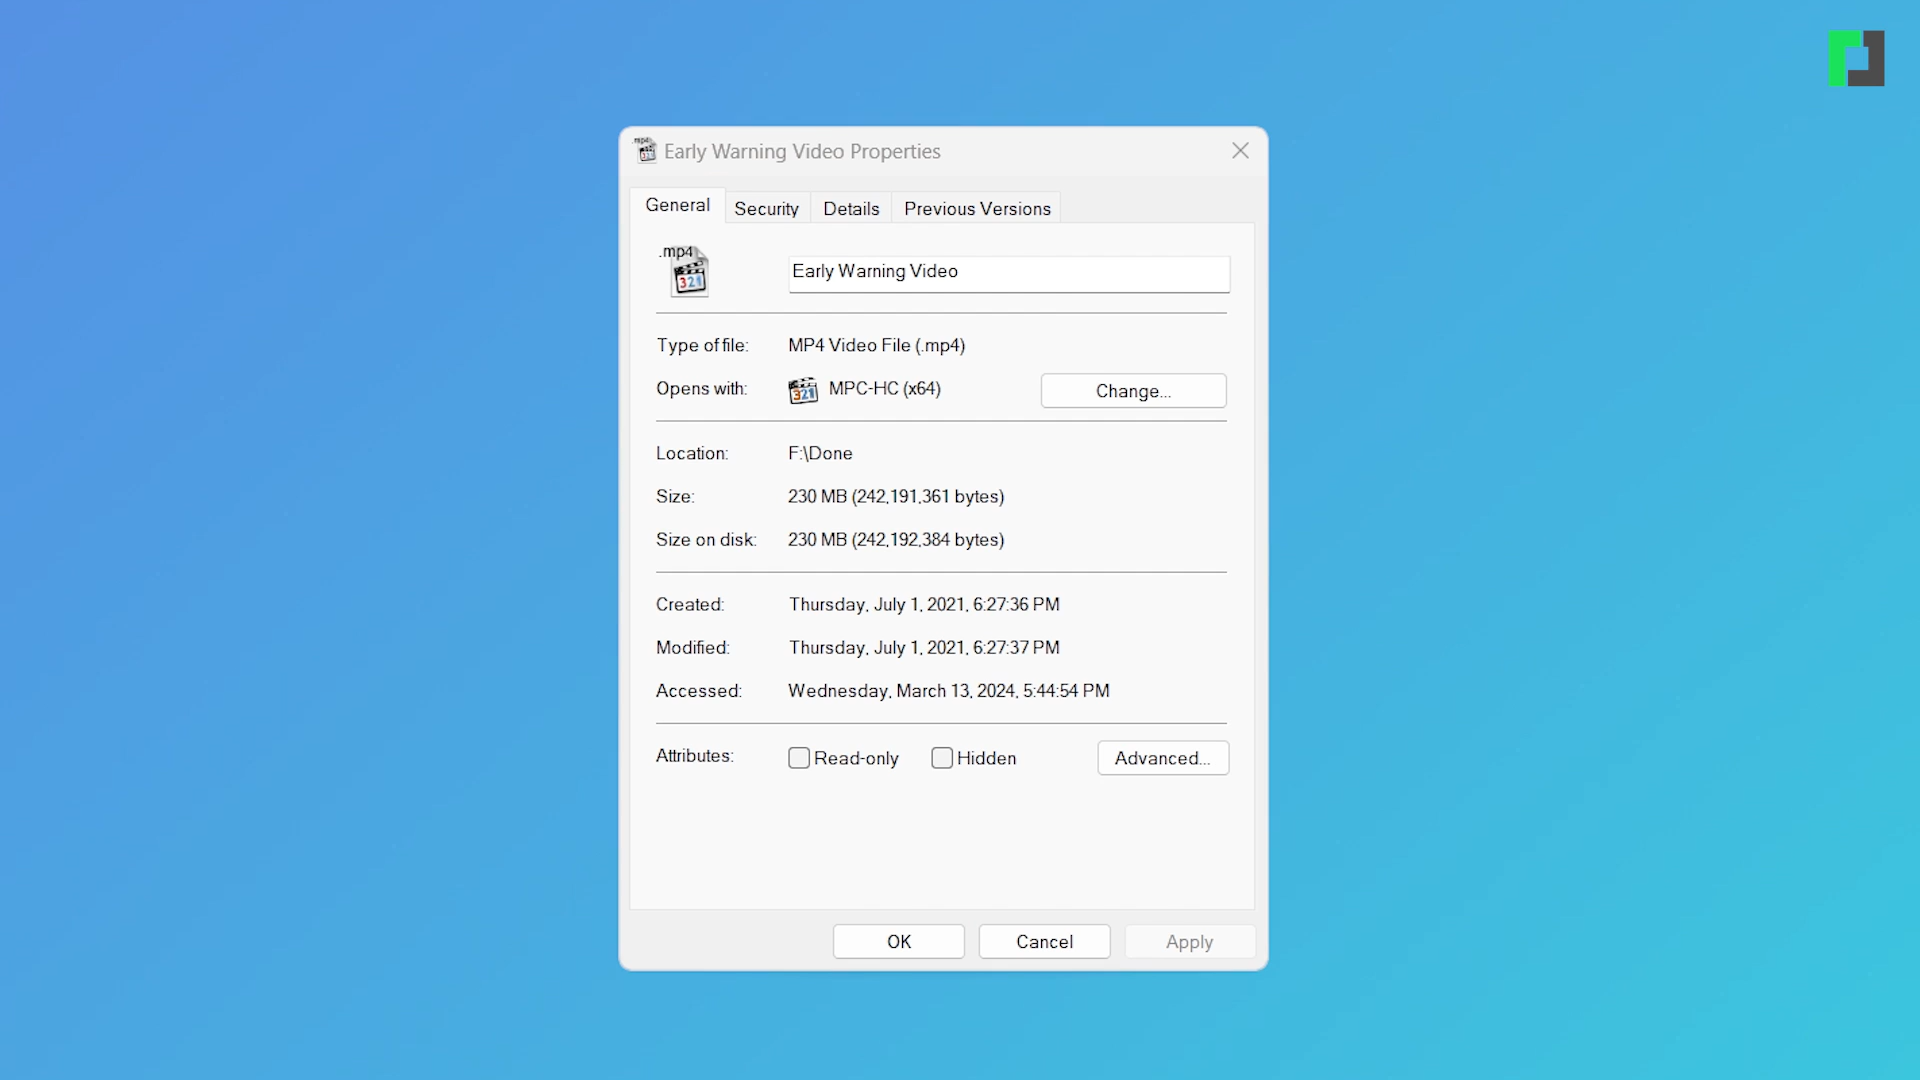 Early Warning Video Properties
General Security Details Previous Versions
.mp4
321
Early Warning Video
Type of file: MP4 Video File (.mp4)
Opens with: 321 MPC-HC (x64) Change...
Location: F:\Done
Size: 230 MB (242,191,361 bytes)
Size on disk: 230 MB (242,192,384 bytes)
Created: Thursday, July 1, 2021, 6:27:36 PM
Modified: Thursday, July 1, 2021, 6:27:37 PM
Accessed: Wednesday, March 13, 2024, 5:44:54 PM
Attributes: Read-only Hidden Advanced...
OK Cancel Apply